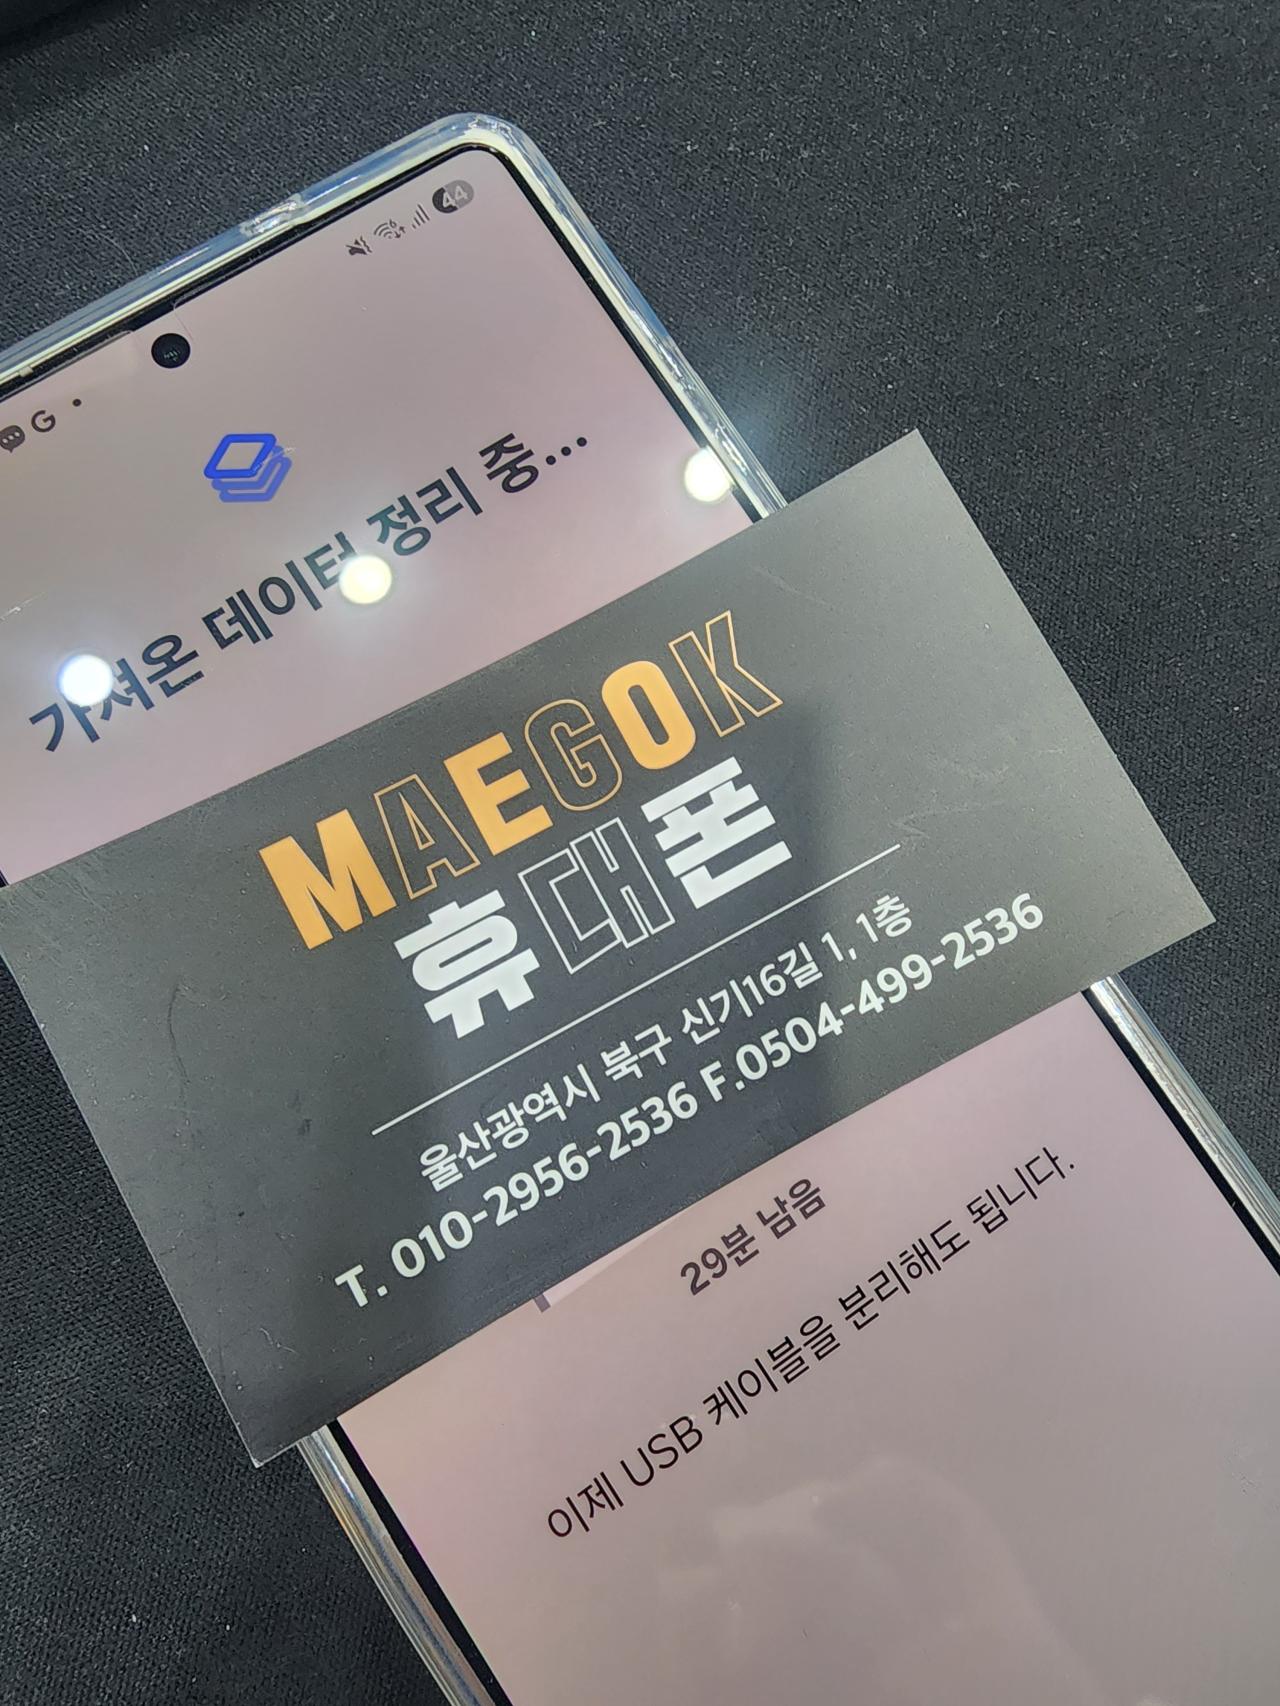 44
G
가져온 데이터 정리 중...
MAEGOK
휴대폰
울산광역시 북구 신기16길 1, 1층
T. 010-2956-2536 F.0504-499-2536
29분 남음
이제 USB 케이블을 분리해도 됩니다.